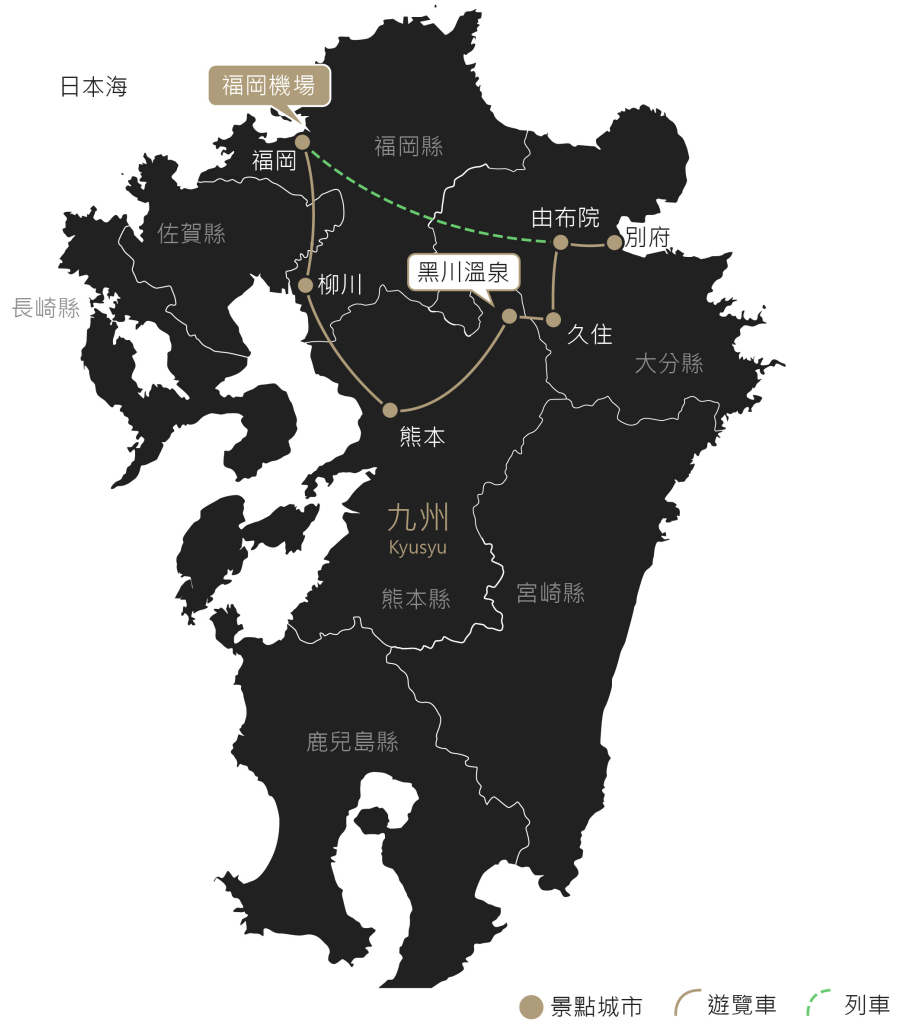 日本海
福岡機場
福岡縣
福岡
佐賀縣
由布院
別府
黑川溫泉
柳川
長崎縣
久住
大分縣
熊本
九州
Kyusyu
宮崎縣
熊本縣
鹿兒島縣
景點城市
遊覽車
列車